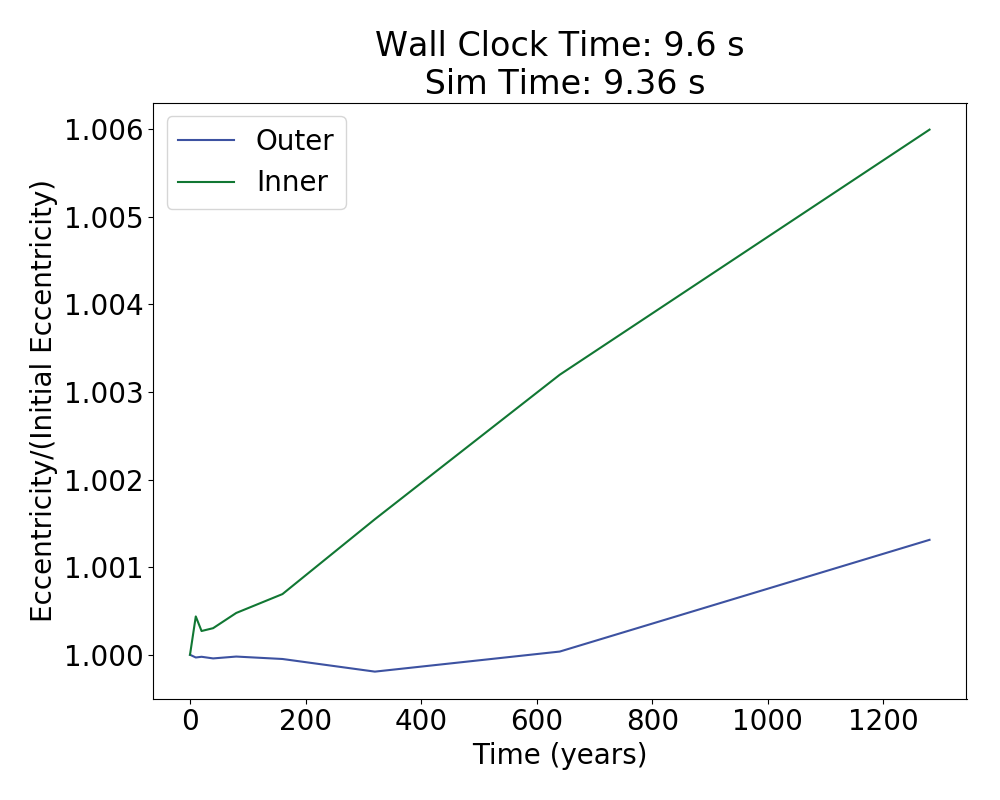 Wall Clock Time: 9.6 s
Sim Time: 9.36 s
Outer
Inner
Eccentricity/(Initial Eccentricity)
1.006
1.005
1.004
1.003
1.002
1.001
1.000
0 200 400 600 800 1000 1200
Time (years)